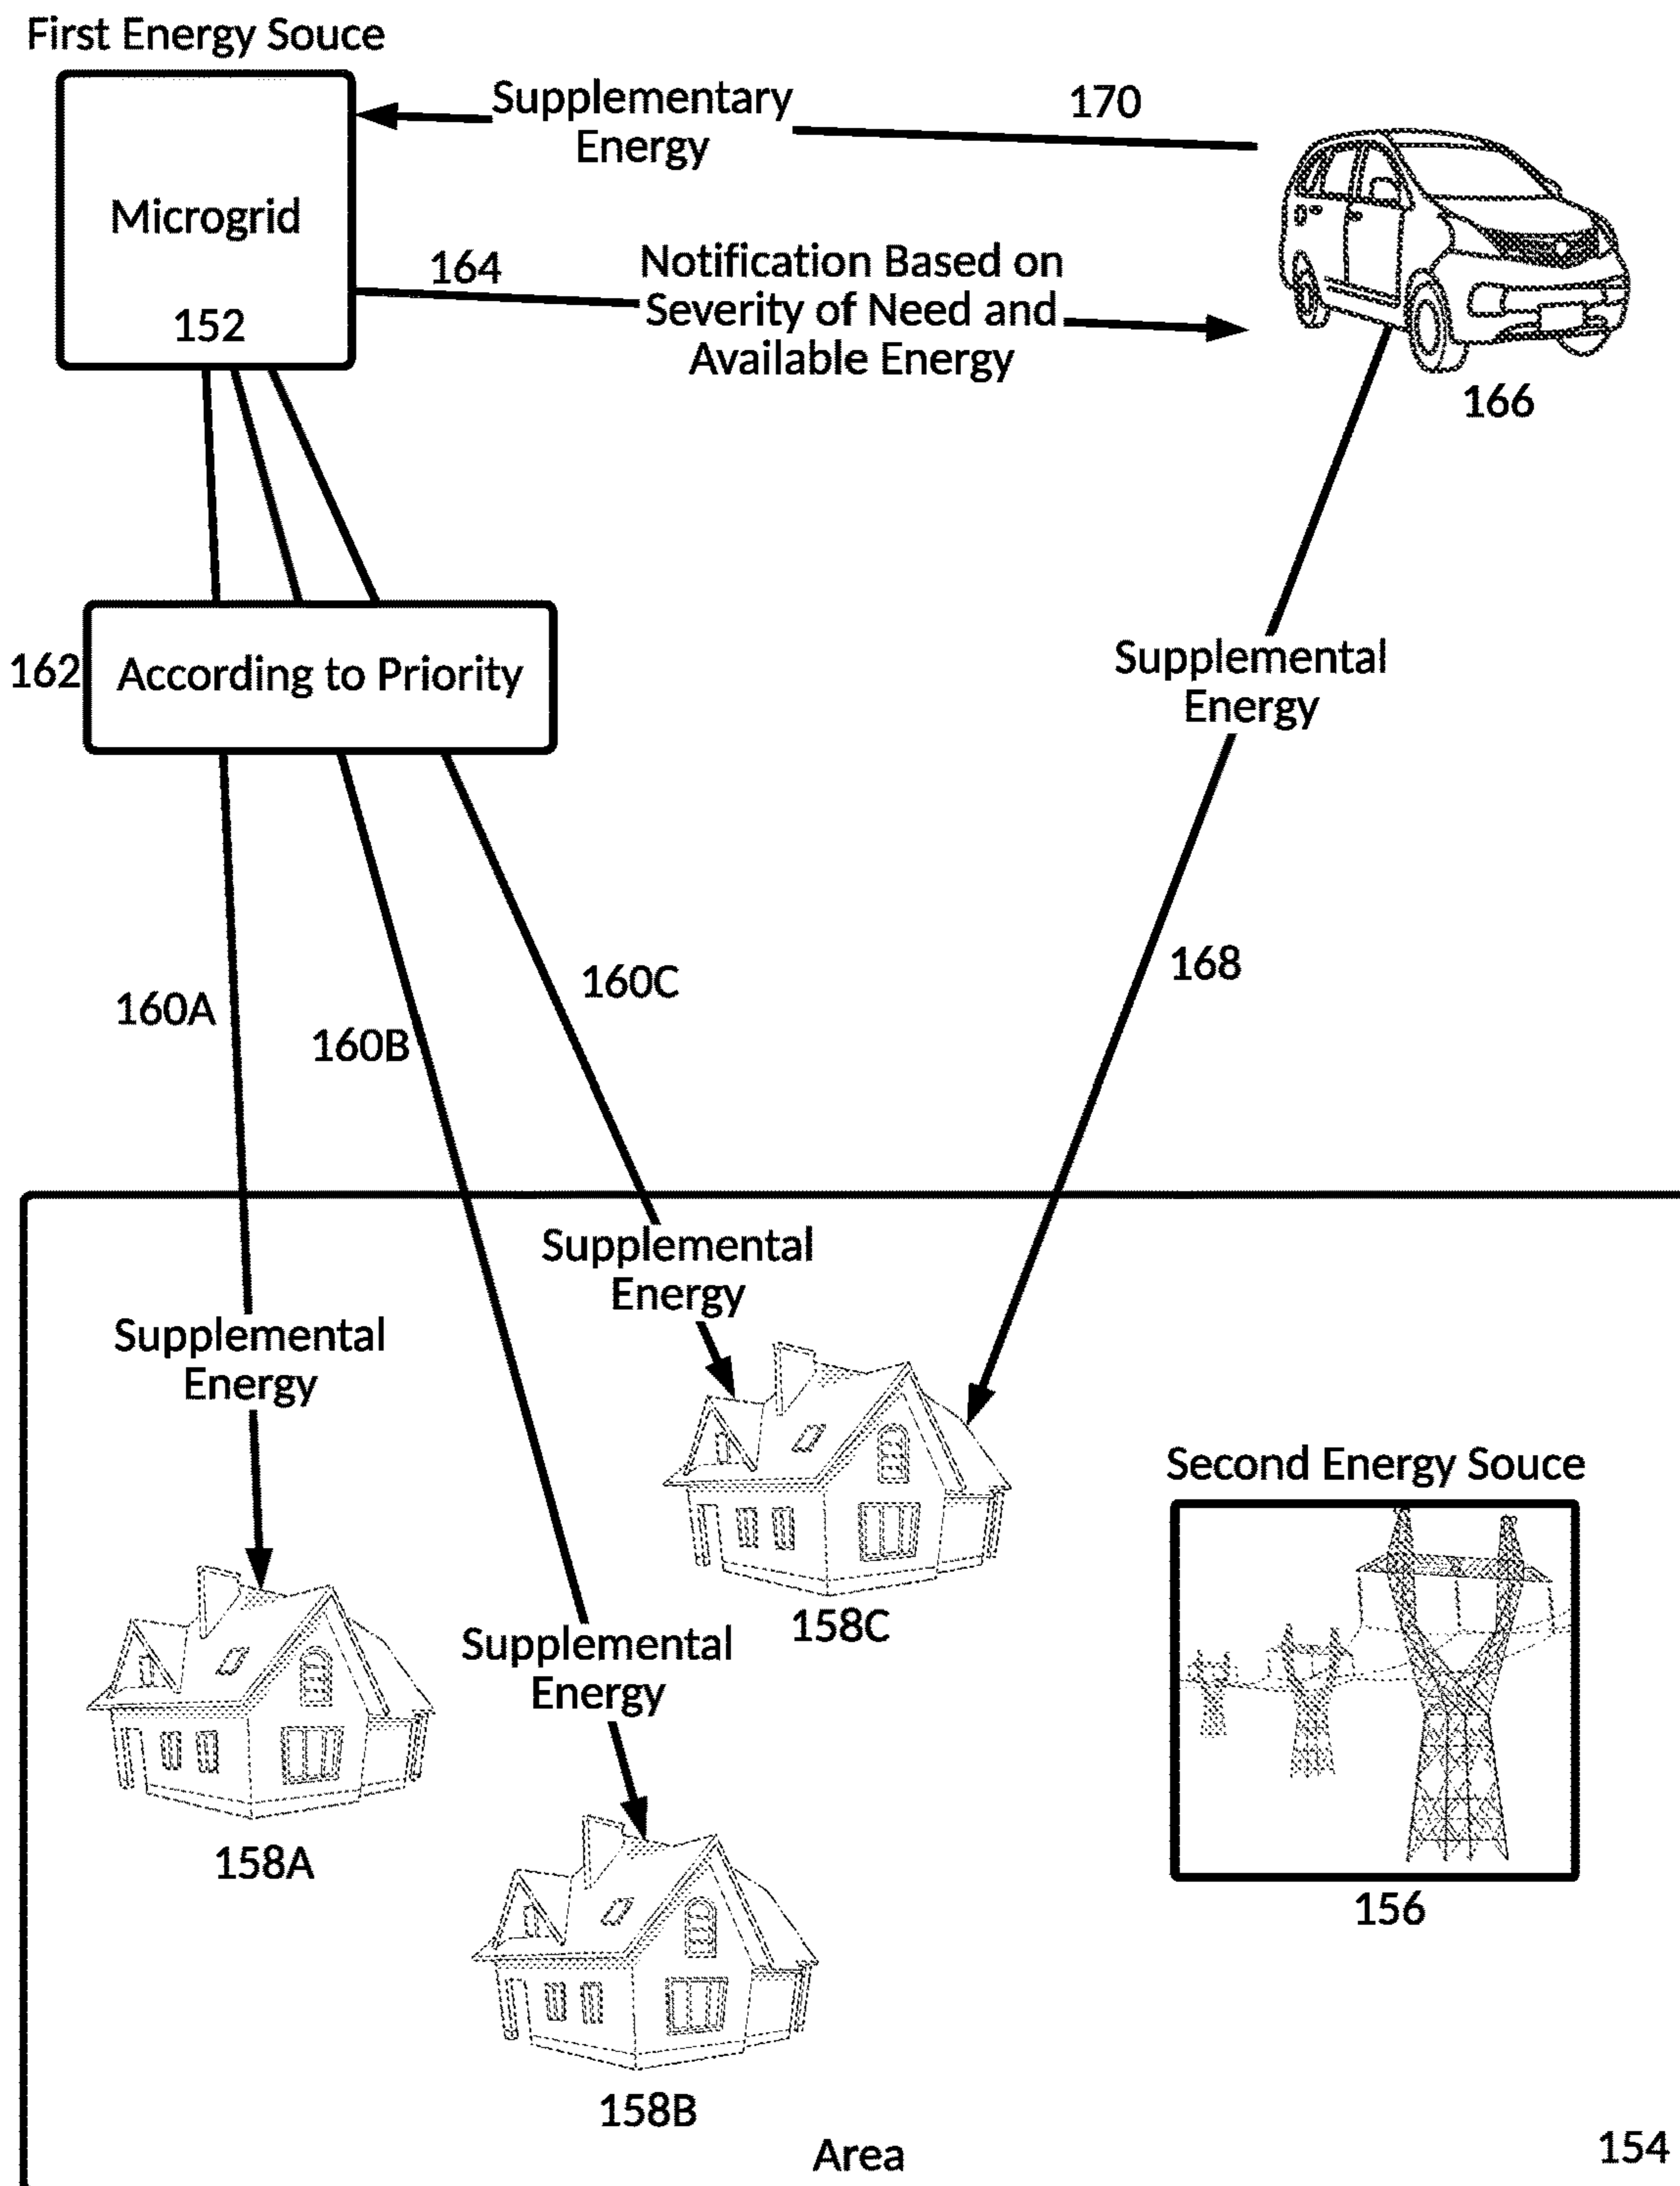 First Energy Souce
Supplementary
Energy
170
Microgrid
152
164
Notification Based on
Severity of Need and
Available Energy
166
162
According to Priority
Supplemental
Energy
160A
160B
160C
168
Supplemental
Energy
Supplemental
Energy
Second Energy Souce
158C
Supplemental
Energy
158A
156
158B
Area
154